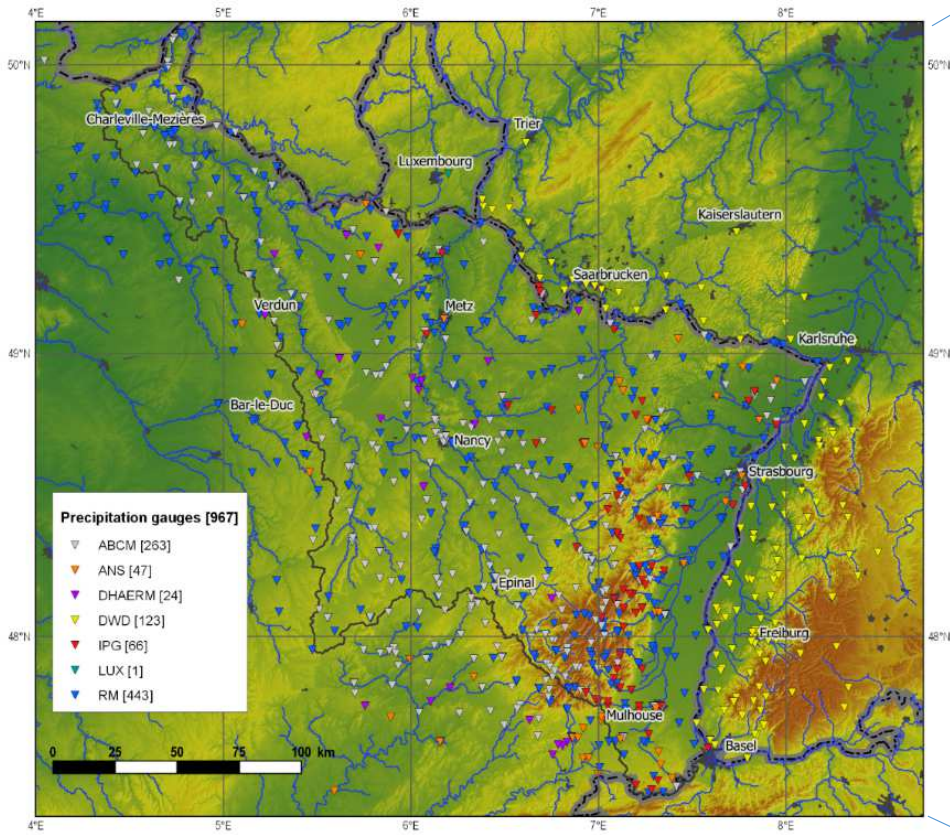 4°E 5°E 6°E 7°E 8°E
50°N 50°N
Charleville-Mezières
Trier
Luxembourg
Kaiserslautern
Saarbrucken
Verdun
Metz
Karlsruhe
49°N 49°N
Bar-le-Duc
Nancy
Strasbourg
Precipitation gauges [967]
ABCM [263]
ANS [47]
DHAERM [24]
DWD [123]
IPG [66]
LUX [1]
RM [443]
Epinal
48°N 48°N
Freiburg
Mulhouse
Basel
0 25 50 75 100 km
4°E 5°E 6°E 7°E 8°E